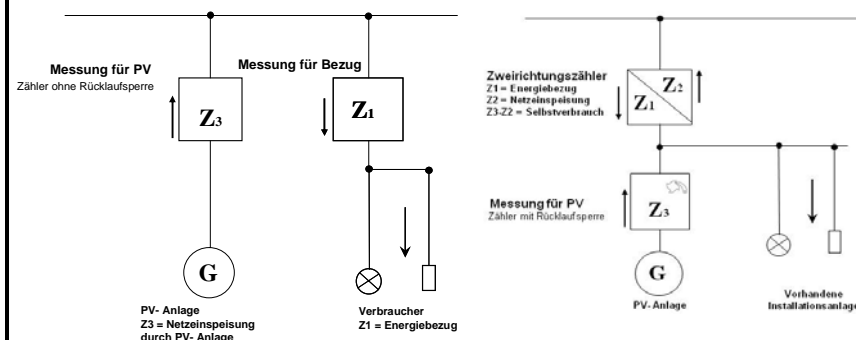 Messung für PV
Zähler ohne Rücklaufsperre
Z3
PV- Anlage
Z3 = Netzeinspeisung
durch PV- Anlage
G
Messung für Bezug
Z1
Verbraucher
Z1 = Energiebezug
Zweirichtungszähler
Z1 = Energiebezug
Z2 = Netzeinspeisung
Z3-Z2 = Selbstverbrauch
Z1
Z2
Messung für PV
Zähler mit Rücklaufsperre
Z3
G
PV- Anlage
Vorhandene
Installationsanlage